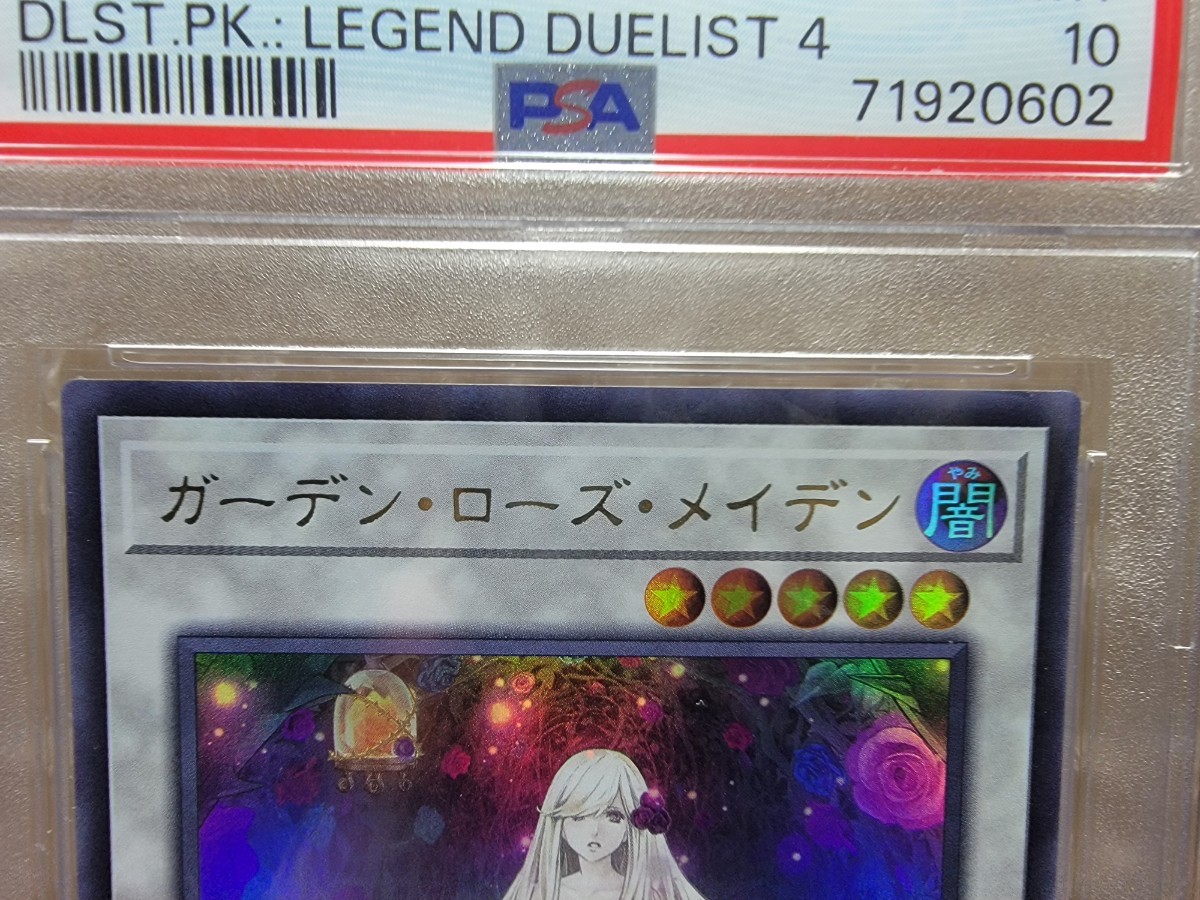 DLST.PK.: LEGEND DUELIST 4
10
PSA
71920602
ガーデン・ローズ・メイデン
やみ
闇